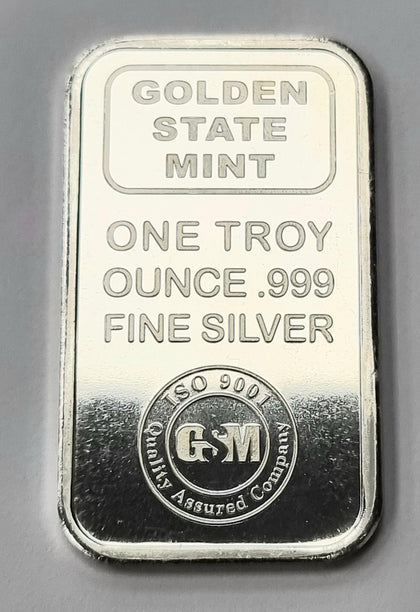 GOLDEN
STATE
MINT
ONE TROY
OUNCE .999
FINE SILVER
ISO 9001
GSM
Quality Assured Company